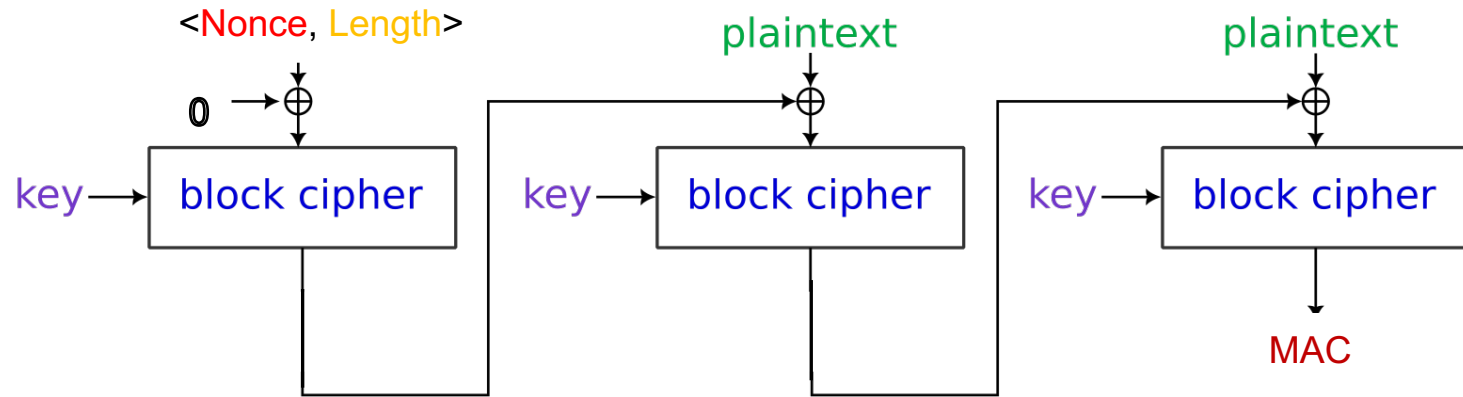 <Nonce, Length>
plaintext
plaintext
0
key
block cipher
key
block cipher
key
block cipher
MAC